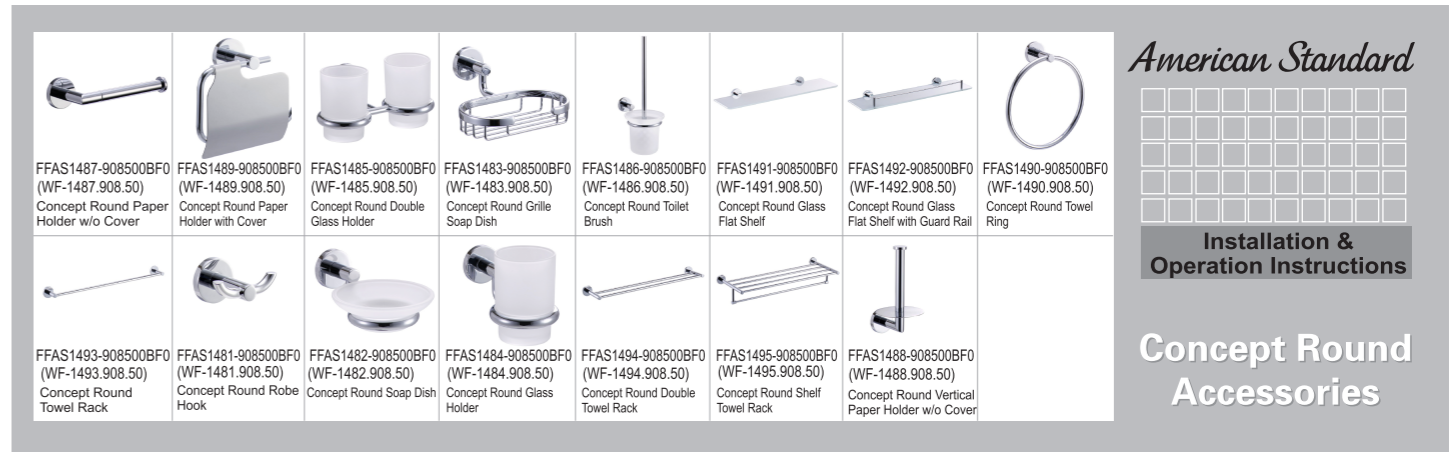 FFAS1487-908500BF0
(WF-1487.908.50)
Concept Round Paper
Holder w/o Cover
FFAS1489-908500BF0
(WF-1489.908.50)
Concept Round Paper
Holder with Cover
FFAS1485-908500BF0
(WF-1485.908.50)
Concept Round Double
Glass Holder
FFAS1483-908500BF0
(WF-1483.908.50)
Concept Round Grille
Soap Dish
FFAS1486-908500BF0
(WF-1486.908.50)
Concept Round Toilet
Brush
FFAS1491-908500BF0
(WF-1491.908.50)
Concept Round Glass
Flat Shelf
FFAS1492-908500BF0
(WF-1492.908.50)
Concept Round Glass
Flat Shelf with Guard Rail
FFAS1490-908500BF0
(WF-1490.908.50)
Concept Round Towel
Ring
FFAS1493-908500BF0
(WF-1493.908.50)
Concept Round
Towel Rack
FFAS1481-908500BF0
(WF-1481.908.50)
Concept Round Robe
Hook
FFAS1482-908500BF0
(WF-1482.908.50)
Concept Round Soap Dish
FFAS1484-908500BF0
(WF-1484.908.50)
Concept Round Glass
Holder
FFAS1494-908500BF0
(WF-1494.908.50)
Concept Round Double
Towel Rack
FFAS1495-908500BF0
(WF-1495.908.50)
Concept Round Shelf
Towel Rack
FFAS1488-908500BF0
(WF-1488.908.50)
Concept Round Vertical
Paper Holder w/o Cover
American Standard
Installation &
Operation Instructions
Concept Round
Accessories